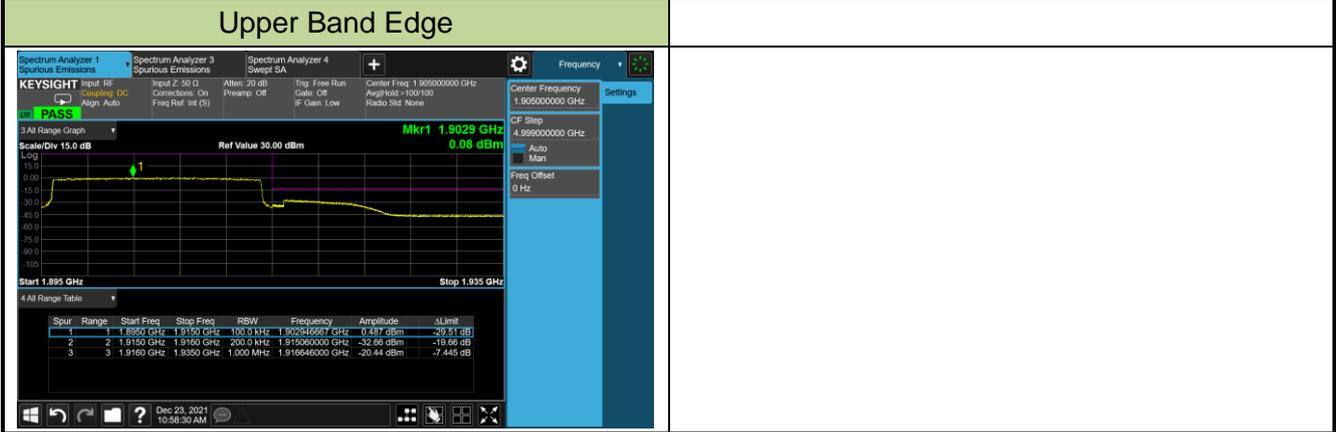 Upper Band Edge
Spectrum Analyzer 1
Spurious Emissions
Spectrum Analyzer 3
Spurious Emissions
Spectrum Analyzer 4
Swept SA
+
Frequency
KEYSIGHT
Input: RF
Coupling: DC
Align: Auto
Input Z: 50 Ω
Corrections: On
Freq Ref: Int (S)
Atten: 20 dB
Preamp: Off
Trig: Free Run
Gate: Off
IF Gain: Low
Center Freq: 1.905000000 GHz
Avg|Hold:>100/100
Radio Std: None
PASS
Center Frequency
1.905000000 GHz
Settings
CF Step
4.999000000 GHz
Auto
Man
Freq Offset
0 Hz
3 All Range Graph
Mkr1 1.9029 GHz
Scale/Div 15.0 dB
Ref Value 30.00 dBm
0.08 dBm
Log
15.0
1
0.00
-15.0
-30.0
-45.0
-60.0
-75.0
-90.0
-105
Start 1.895 GHz
Stop 1.935 GHz
4 All Range Table
Spur Range Start Freq Stop Freq RBW Frequency Amplitude ΔLimit
1 1 1.8950 GHz 1.9150 GHz 100.0 kHz 1.902946667 GHz 0.487 dBm -29.51 dB
2 2 1.9150 GHz 1.9160 GHz 200.0 kHz 1.915060000 GHz -32.66 dBm -19.66 dB
3 3 1.9160 GHz 1.9350 GHz 1.000 MHz 1.916646000 GHz -20.44 dBm -7.445 dB
?
Dec 23, 2021
10:58:30 AM